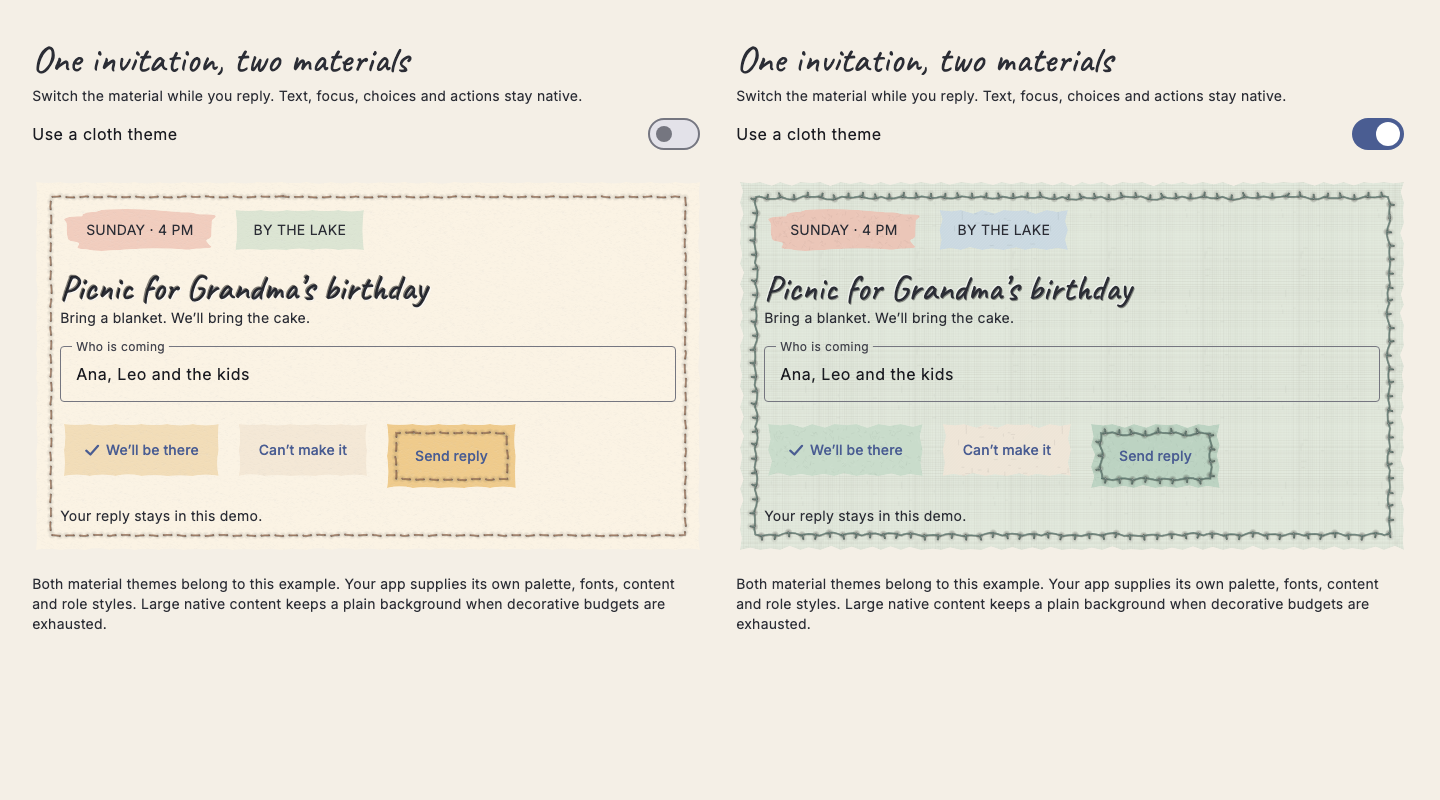 One invitation, two materials
Switch the material while you reply. Text, focus, choices and actions stay native.
Use a cloth theme
SUNDAY · 4 PM
BY THE LAKE
Picnic for Grandma’s birthday
Bring a blanket. We’ll bring the cake.
Who is coming
Ana, Leo and the kids
We’ll be there
Can’t make it
Send reply
Your reply stays in this demo.
Both material themes belong to this example. Your app supplies its own palette, fonts, content
and role styles. Large native content keeps a plain background when decorative budgets are
exhausted.
One invitation, two materials
Switch the material while you reply. Text, focus, choices and actions stay native.
Use a cloth theme
SUNDAY · 4 PM
BY THE LAKE
Picnic for Grandma’s birthday
Bring a blanket. We’ll bring the cake.
Who is coming
Ana, Leo and the kids
We’ll be there
Can’t make it
Send reply
Your reply stays in this demo.
Both material themes belong to this example. Your app supplies its own palette, fonts, content
and role styles. Large native content keeps a plain background when decorative budgets are
exhausted.